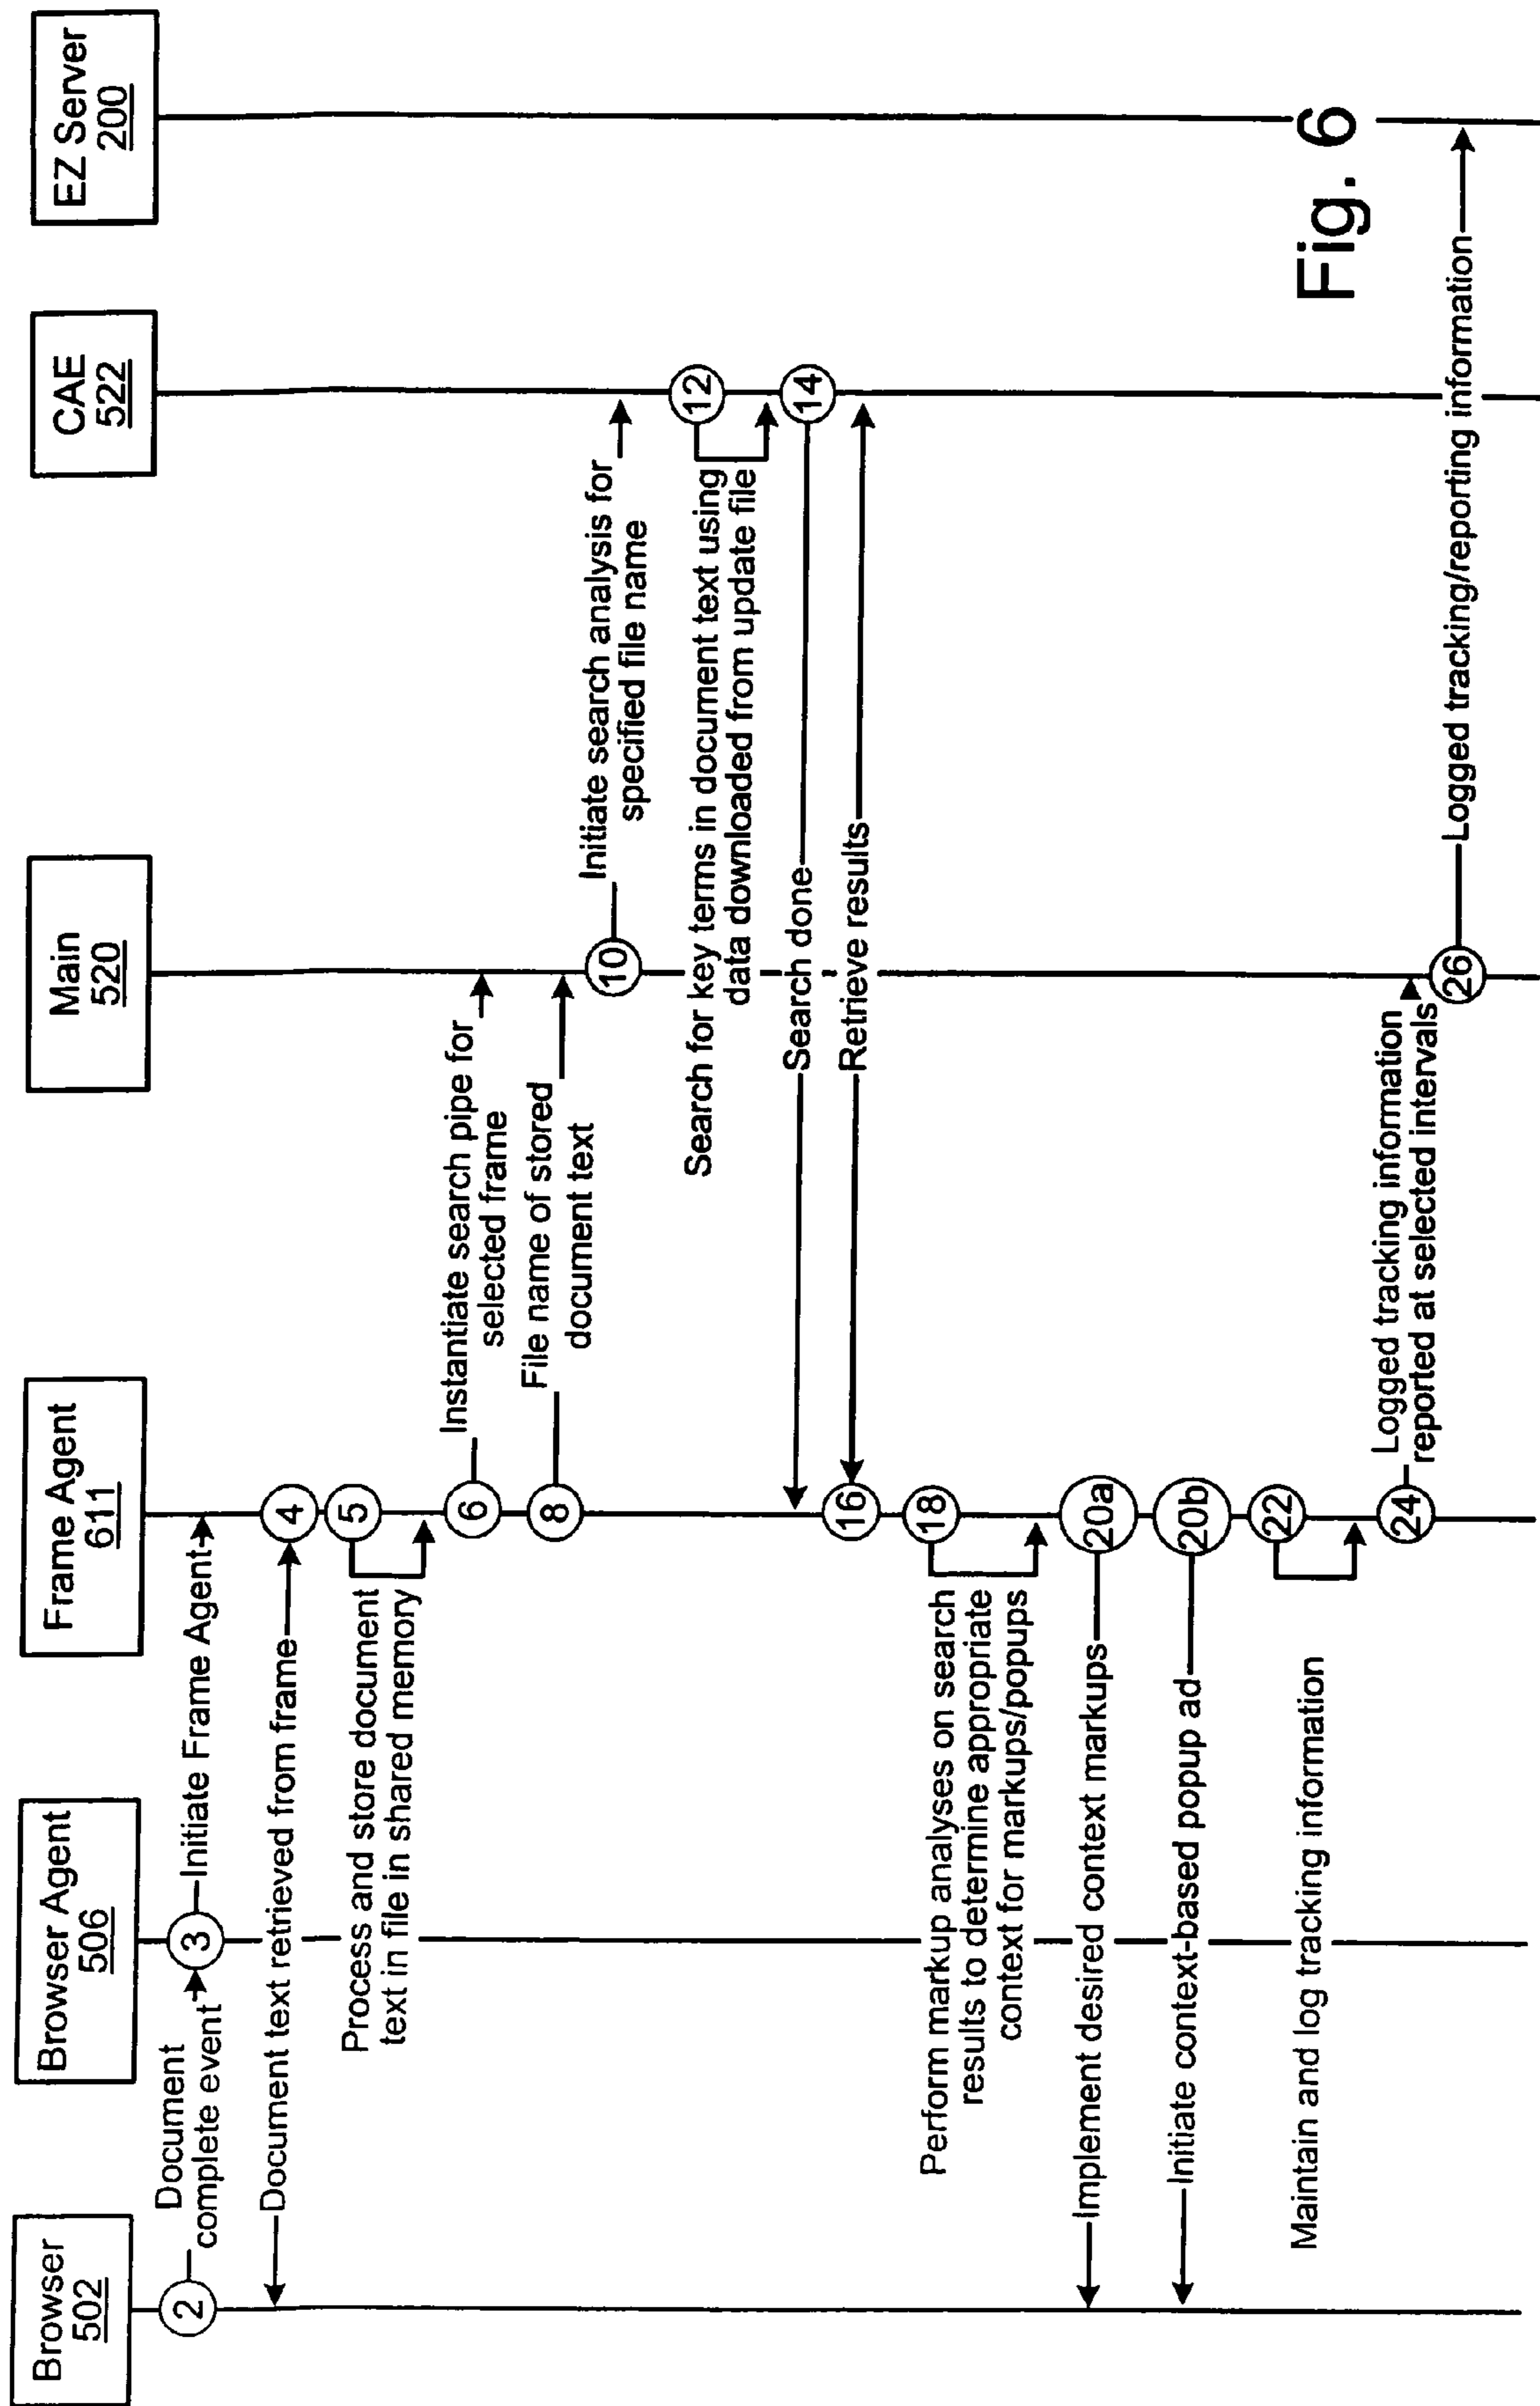 Browser
502
Browser Agent
506
Frame Agent
611
Main
520
CAE
522
EZ Server
200
2
Document
complete event
3
Initiate Frame Agent
Document text retrieved from frame
4
5
Process and store document
text in file in shared memory
6
Instantiate search pipe for
selected frame
8
File name of stored
document text
10
Initiate search analysis for
specified file name
12
Search for key terms in document text using
data downloaded from update file
14
Search done
16
Retrieve results
18
Perform markup analyses on search
results to determine appropriate
context for markups/popups
20a
Implement desired context markups
20b
Initiate context-based popup ad
22
Maintain and log tracking information
24
Logged tracking information
reported at selected intervals
26
Logged tracking/reporting information
Fig. 6